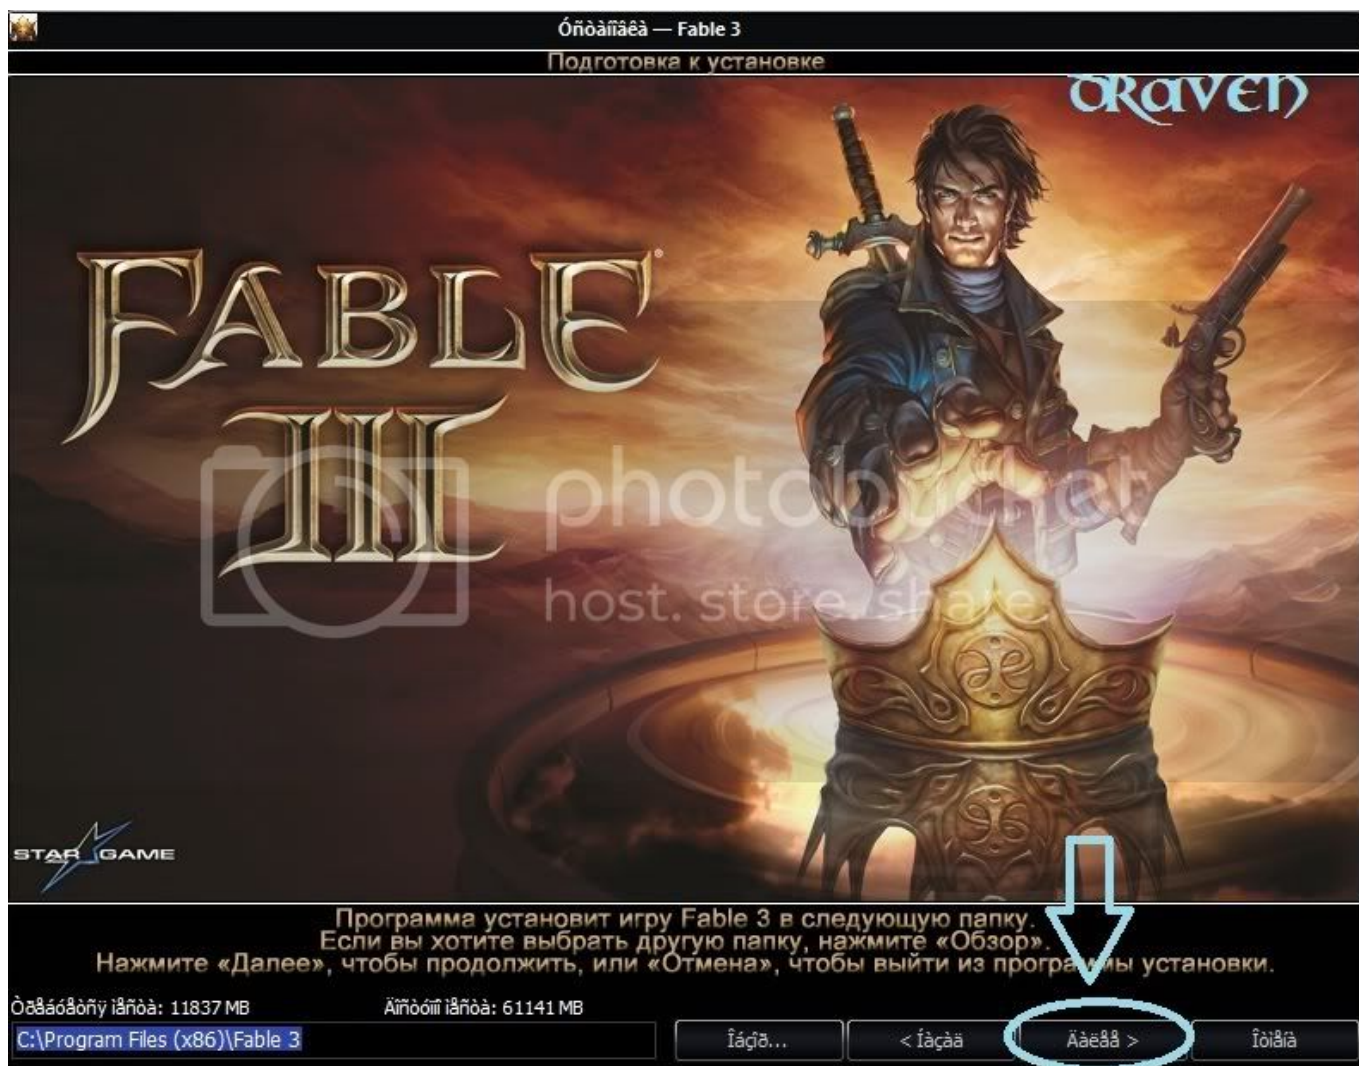 Óñòàíîâêà — Fable 3
Подготовка к установке
DRAVEN
FABLE
III
photobucket
host. store. share
STAR GAME
Программа установит игру Fable 3 в следующую папку.
Если вы хотите выбрать другую папку, нажмите «Обзор».
Нажмите «Далее», чтобы продолжить, или «Отмена», чтобы выйти из программы установки.
Òðåáóåòñÿ ìåñòà: 11837 MB Äîñòóïíî ìåñòà: 61141 MB
C:\Program Files (x86)\Fable 3 Îáçîð... < Íàçàä Äàëåå > Îòìåíà